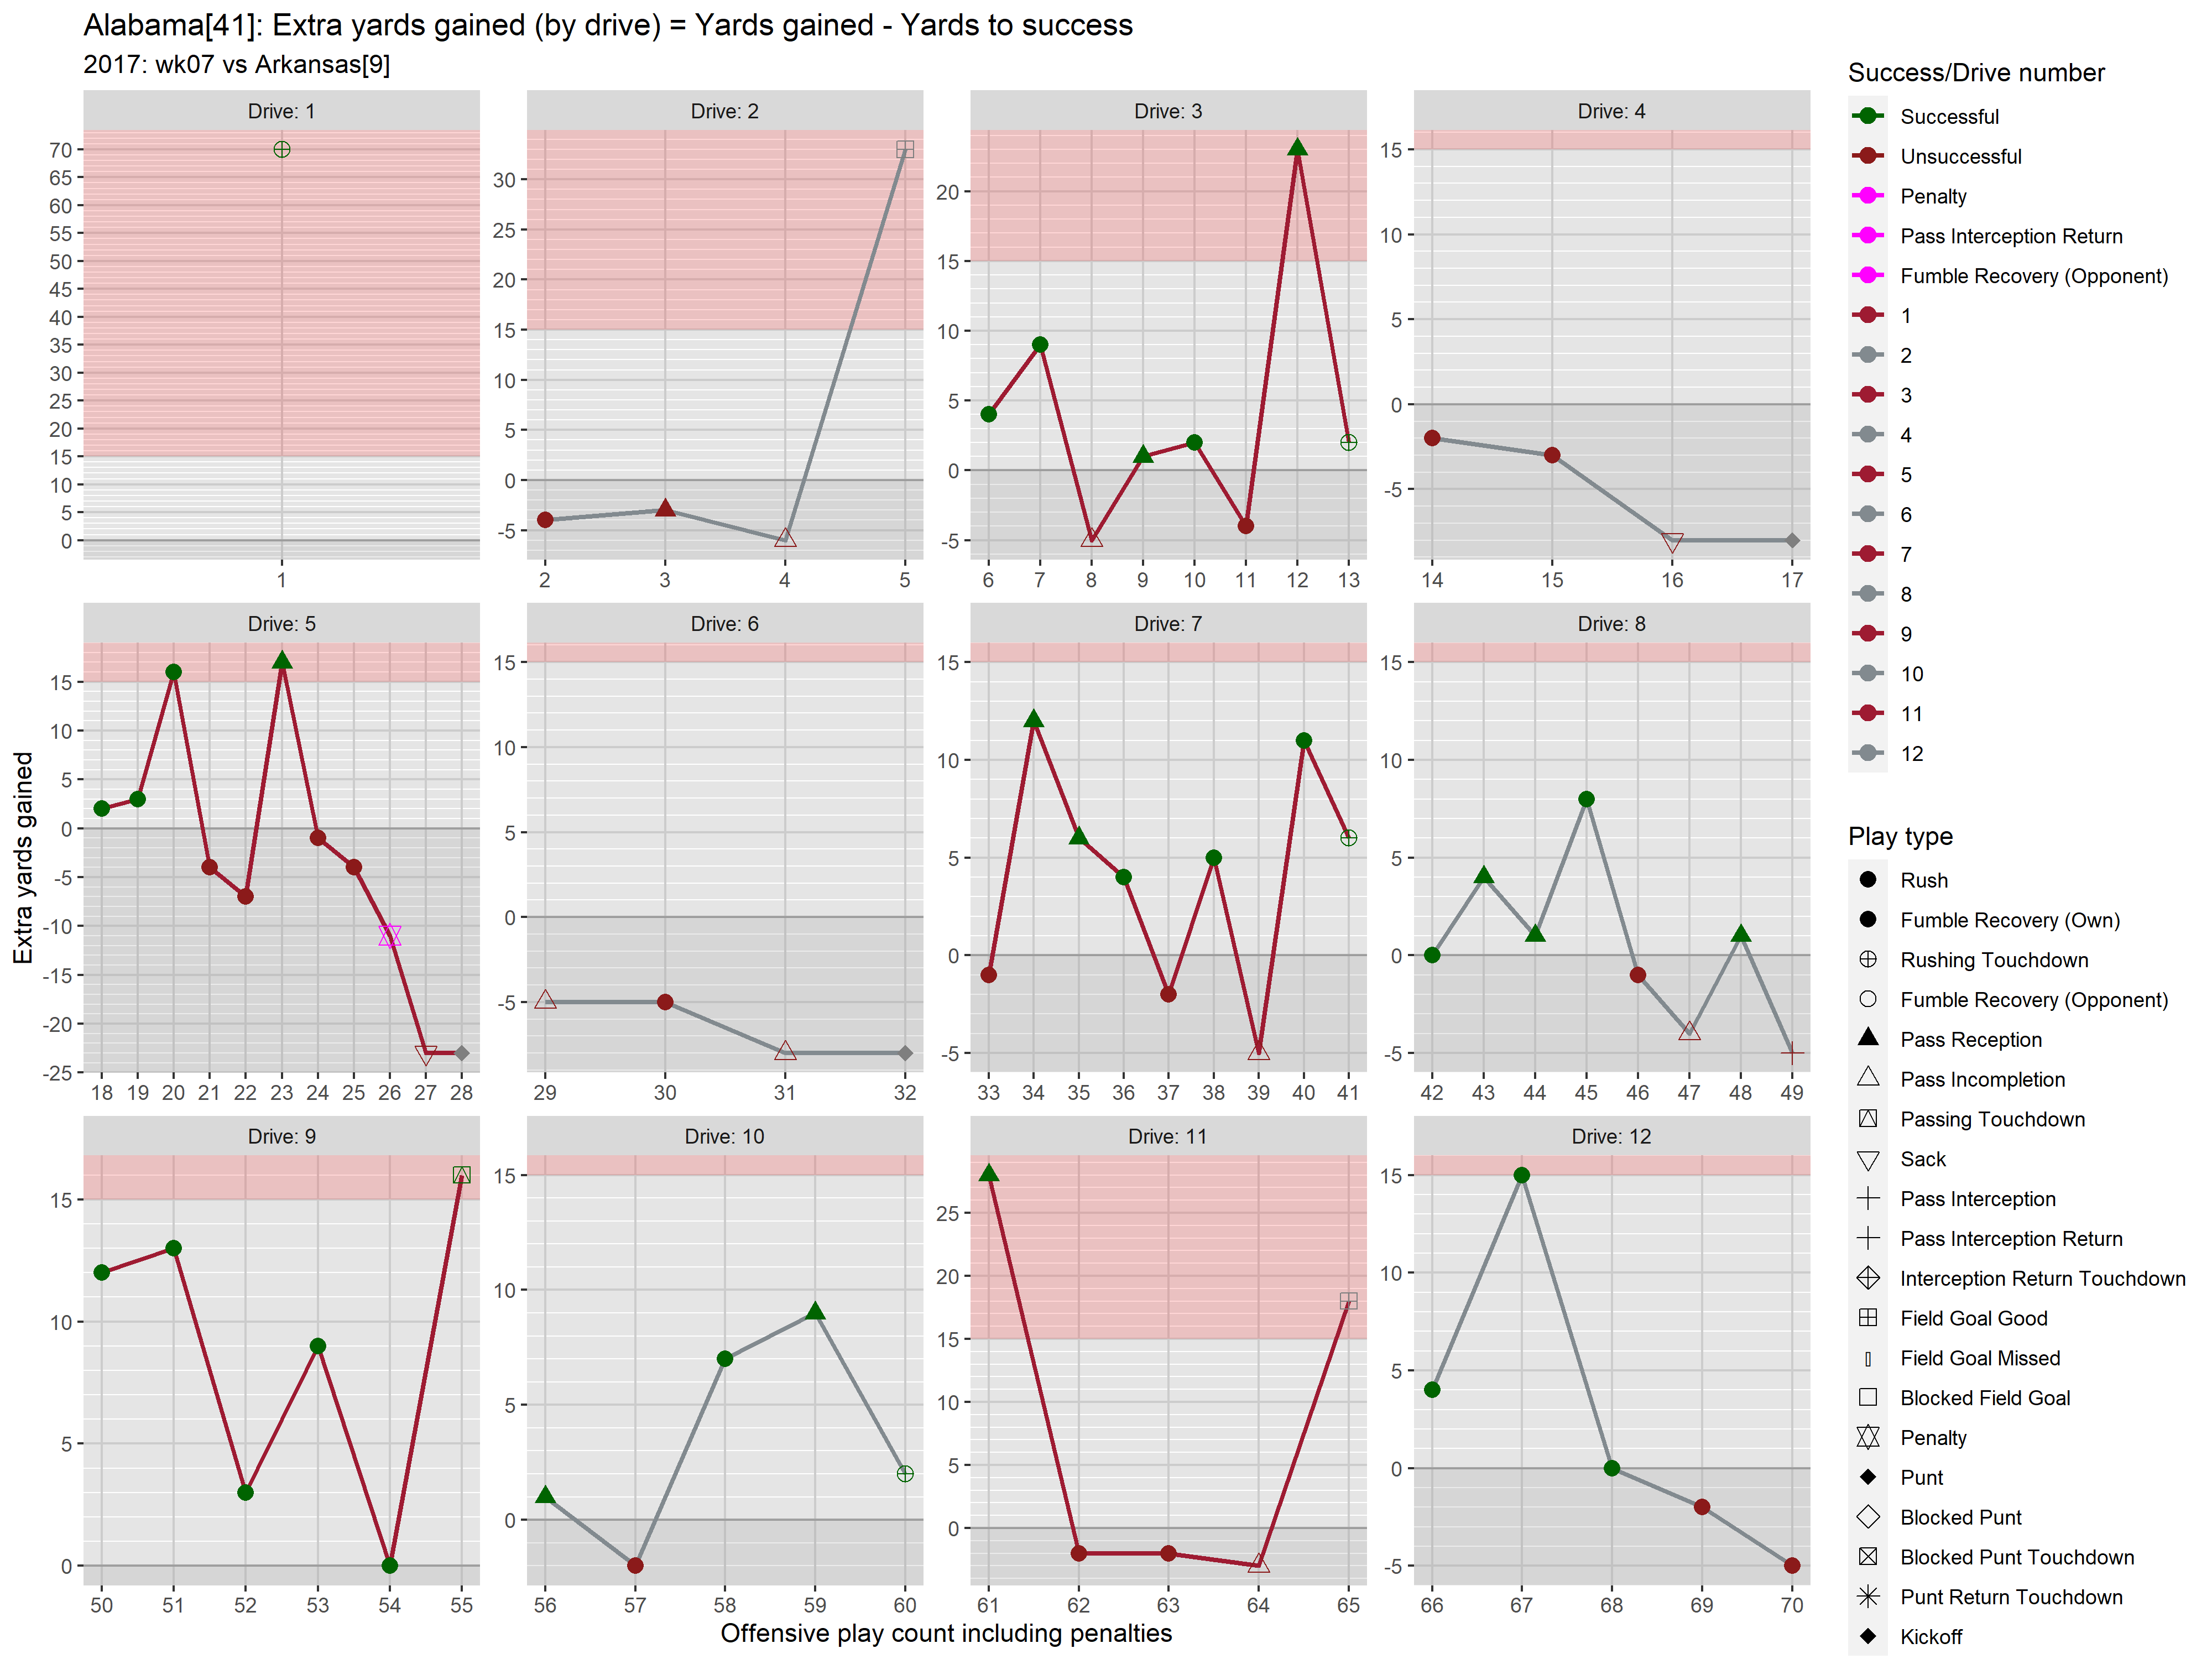 Alabama[41]: Extra yards gained (by drive) = Yards gained - Yards to success
2017: wk07 vs Arkansas[9]
Drive: 1
70
65
60
55
50
45
40
35
30
25
20
15
10
5
0
1
Drive: 2
30
25
20
15
10
5
0
-5
2 3 4 5
Drive: 3
20
15
10
5
0
-5
6 7 8 9 10 11 12 13
Drive: 4
15
10
5
0
-5
14 15 16 17
Extra yards gained
Drive: 5
15
10
5
0
-5
-10
-15
-20
-25
18 19 20 21 22 23 24 25 26 27 28
Drive: 6
15
10
5
0
-5
29 30 31 32
Drive: 7
15
10
5
0
-5
33 34 35 36 37 38 39 40 41
Drive: 8
15
10
5
0
-5
42 43 44 45 46 47 48 49
Drive: 9
15
10
5
0
50 51 52 53 54 55
Drive: 10
15
10
5
0
56 57 58 59 60
Drive: 11
25
20
15
10
5
0
61 62 63 64 65
Drive: 12
15
10
5
0
-5
66 67 68 69 70
Offensive play count including penalties
Success/Drive number
Successful
Unsuccessful
Penalty
Pass Interception Return
Fumble Recovery (Opponent)
1
2
3
4
5
6
7
8
9
10
11
12
Play type
Rush
Fumble Recovery (Own)
Rushing Touchdown
Fumble Recovery (Opponent)
Pass Reception
Pass Incompletion
Passing Touchdown
Sack
Pass Interception
Pass Interception Return
Interception Return Touchdown
Field Goal Good
Field Goal Missed
Blocked Field Goal
Penalty
Punt
Blocked Punt
Blocked Punt Touchdown
Punt Return Touchdown
Kickoff